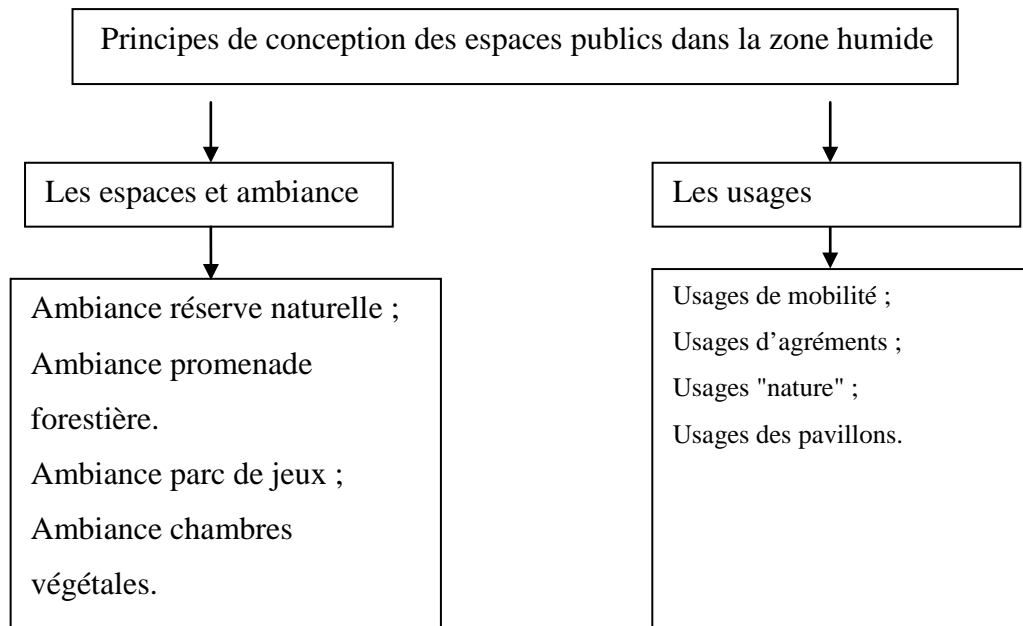 Principes de conception des espaces publics dans la zone humide
Les espaces et ambiance
Ambiance réserve naturelle ;
Ambiance promenade
forestière.
Ambiance parc de jeux ;
Ambiance chambres
végétales.
Les usages
Usages de mobilité ;
Usages d’agréments ;
Usages "nature" ;
Usages des pavillons.